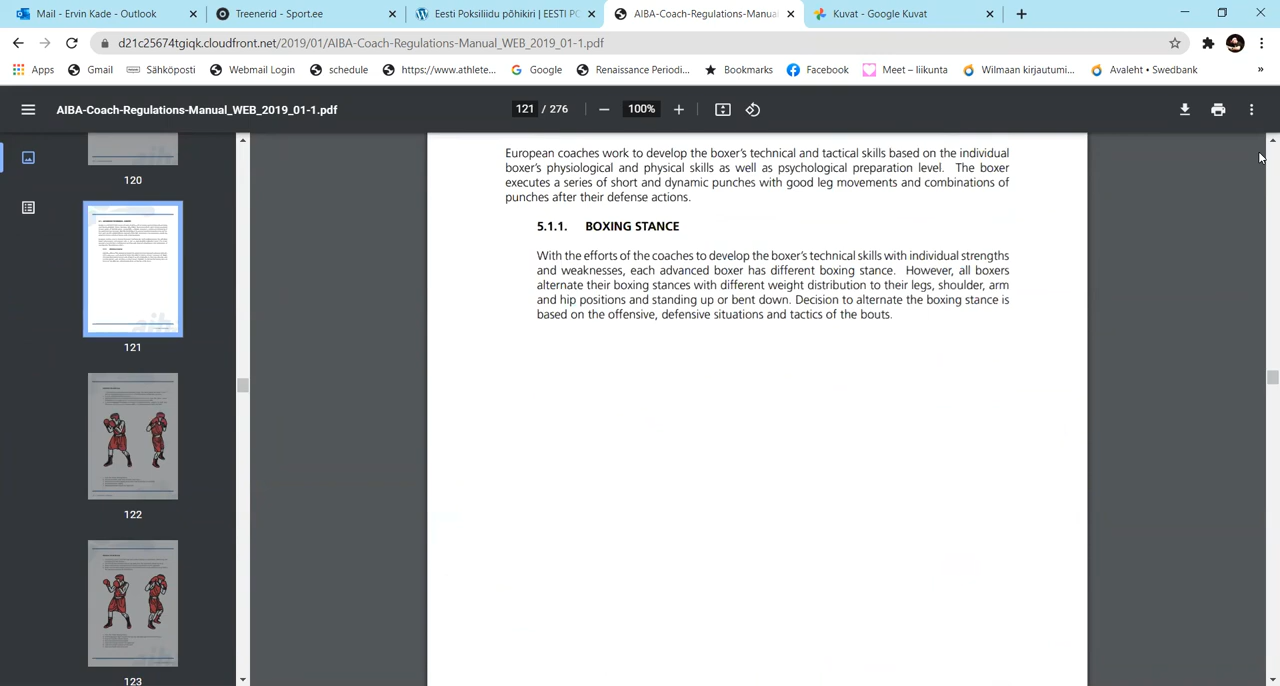 Mail - Ervin Kade - Outlook
Treenerid - Sport.ee
Eesti Poksiliidu põhikiri | EESTI PO
AIBA-Coach-Regulations-Manual
Kuvat - Google Kuvat
d21c25674tgiqk.cloudfront.net/2019/01/AIBA-Coach-Regulations-Manual_WEB_2019_01-1.pdf
Apps
Gmail
Sähköposti
Webmail Login
schedule
https://www.athlete...
Google
Renaissance Periodi...
Bookmarks
Facebook
Meet – liikunta
Wilmaan kirjautumi...
Avaleht • Swedbank
»
AIBA-Coach-Regulations-Manual_WEB_2019_01-1.pdf
121 / 276
100%
120
121
122
123
European coaches work to develop the boxer's technical and tactical skills based on the individual
boxer's physiological and physical skills as well as psychological preparation level. The boxer
executes a series of short and dynamic punches with good leg movements and combinations of
punches after their defense actions.
5.1.1. BOXING STANCE
With the efforts of the coaches to develop the boxer's technical skills with individual strengths
and weaknesses, each advanced boxer has different boxing stance. However, all boxers
alternate their boxing stances with different weight distribution to their legs, shoulder, arm
and hip positions and standing up or bent down. Decision to alternate the boxing stance is
based on the offensive, defensive situations and tactics of the bouts.